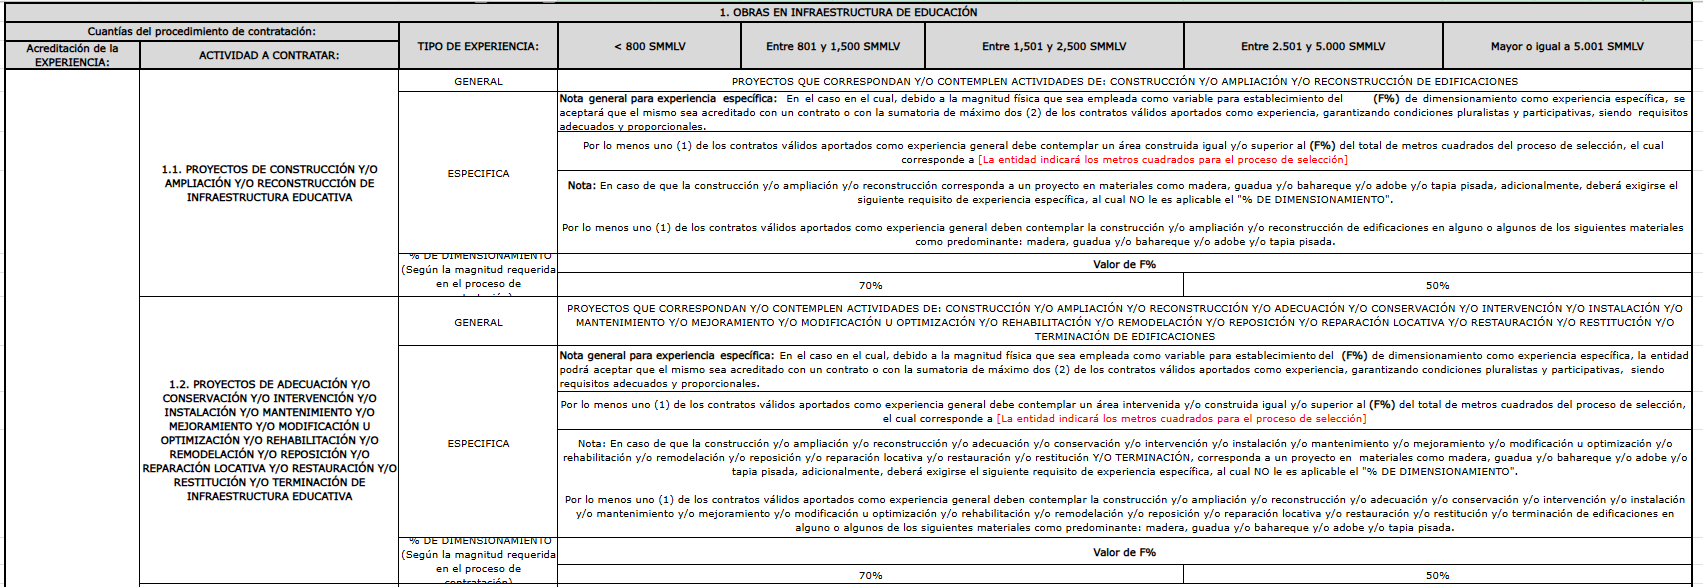 1. OBRAS EN INFRAESTRUCTURA DE EDUCACIÓN
Cuantías del procedimiento de contratación:
Acreditación de la
EXPERIENCIA:
ACTIVIDAD A CONTRATAR:
TIPO DE EXPERIENCIA:
< 800 SMMLV
Entre 801 y 1,500 SMMLV
Entre 1,501 y 2,500 SMMLV
Entre 2.501 y 5.000 SMMLV
Mayor o igual a 5.001 SMMLV
1.1. PROYECTOS DE CONSTRUCCIÓN Y/O
AMPLIACIÓN Y/O RECONSTRUCCIÓN DE
INFRAESTRUCTURA EDUCATIVA
GENERAL
PROYECTOS QUE CORRESPONDAN Y/O CONTEMPLEN ACTIVIDADES DE: CONSTRUCCIÓN Y/O AMPLIACIÓN Y/O RECONSTRUCCIÓN DE EDIFICACIONES
ESPECIFICA
Nota general para experiencia específica: En el caso en el cual, debido a la magnitud física que sea empleada como variable para establecimiento del (F%) de dimensionamiento como experiencia específica, se
aceptará que el mismo sea acreditado con un contrato o con la sumatoria de máximo dos (2) de los contratos válidos aportados como experiencia, garantizando condiciones pluralistas y participativas, siendo requisitos
adecuados y proporcionales.
Por lo menos uno (1) de los contratos válidos aportados como experiencia general debe contemplar un área construida igual y/o superior al (F%) del total de metros cuadrados del proceso de selección, el cual
corresponde a [La entidad indicará los metros cuadrados para el proceso de selección]
Nota: En caso de que la construcción y/o ampliación y/o reconstrucción corresponda a un proyecto en materiales como madera, guadua y/o bahareque y/o adobe y/o tapia pisada, adicionalmente, deberá exigirse el
siguiente requisito de experiencia específica, al cual NO le es aplicable el "% DE DIMENSIONAMIENTO".
Por lo menos uno (1) de los contratos válidos aportados como experiencia general deben contemplar la construcción y/o ampliación y/o reconstrucción de edificaciones en alguno o algunos de los siguientes materiales
como predominante: madera, guadua y/o bahareque y/o adobe y/o tapia pisada.
% DE DIMENSIONAMIENTO
(Según la magnitud requerida
en el proceso de
Valor de F%
70%
50%
1.2. PROYECTOS DE ADECUACIÓN Y/O
CONSERVACIÓN Y/O INTERVENCIÓN Y/O
INSTALACIÓN Y/O MANTENIMIENTO Y/O
MEJORAMIENTO Y/O MODIFICACIÓN U
OPTIMIZACIÓN Y/O REHABILITACIÓN Y/O
REMODELACIÓN Y/O REPOSICIÓN Y/O
REPARACIÓN LOCATIVA Y/O RESTAURACIÓN Y/O
RESTITUCIÓN Y/O TERMINACIÓN DE
INFRAESTRUCTURA EDUCATIVA
GENERAL
PROYECTOS QUE CORRESPONDAN Y/O CONTEMPLEN ACTIVIDADES DE: CONSTRUCCIÓN Y/O AMPLIACIÓN Y/O RECONSTRUCCIÓN Y/O ADECUACIÓN Y/O CONSERVACIÓN Y/O INTERVENCIÓN Y/O INSTALACIÓN Y/O
MANTENIMIENTO Y/O MEJORAMIENTO Y/O MODIFICACIÓN U OPTIMIZACIÓN Y/O REHABILITACIÓN Y/O REMODELACIÓN Y/O REPOSICIÓN Y/O REPARACIÓN LOCATIVA Y/O RESTAURACIÓN Y/O RESTITUCIÓN Y/O
TERMINACIÓN DE EDIFICACIONES
ESPECIFICA
Nota general para experiencia específica: En el caso en el cual, debido a la magnitud física que sea empleada como variable para establecimiento del (F%) de dimensionamiento como experiencia específica, la entidad
podrá aceptar que el mismo sea acreditado con un contrato o con la sumatoria de máximo dos (2) de los contratos válidos aportados como experiencia, garantizando condiciones pluralistas y participativas, siendo
requisitos adecuados y proporcionales.
Por lo menos uno (1) de los contratos válidos aportados como experiencia general debe contemplar un área intervenida y/o construida igual y/o superior al (F%) del total de metros cuadrados del proceso de selección,
el cual corresponde a [La entidad indicará los metros cuadrados para el proceso de selección]
Nota: En caso de que la construcción y/o ampliación y/o reconstrucción y/o adecuación y/o conservación y/o intervención y/o instalación y/o mantenimiento y/o mejoramiento y/o modificación u optimización y/o
rehabilitación y/o remodelación y/o reposición y/o reparación locativa y/o restauración y/o restitución Y/O TERMINACIÓN, corresponda a un proyecto en materiales como madera, guadua y/o bahareque y/o adobe y/o
tapia pisada, adicionalmente, deberá exigirse el siguiente requisito de experiencia específica, al cual NO le es aplicable el "% DE DIMENSIONAMIENTO".
Por lo menos uno (1) de los contratos válidos aportados como experiencia general deben contemplar la construcción y/o ampliación y/o reconstrucción y/o adecuación y/o conservación y/o intervención y/o instalación
y/o mantenimiento y/o mejoramiento y/o modificación u optimización y/o rehabilitación y/o remodelación y/o reposición y/o reparación locativa y/o restauración y/o restitución y/o terminación de edificaciones en
alguno o algunos de los siguientes materiales como predominante: madera, guadua y/o bahareque y/o adobe y/o tapia pisada.
% DE DIMENSIONAMIENTO
(Según la magnitud requerida
en el proceso de
contratación)
Valor de F%
70%
50%